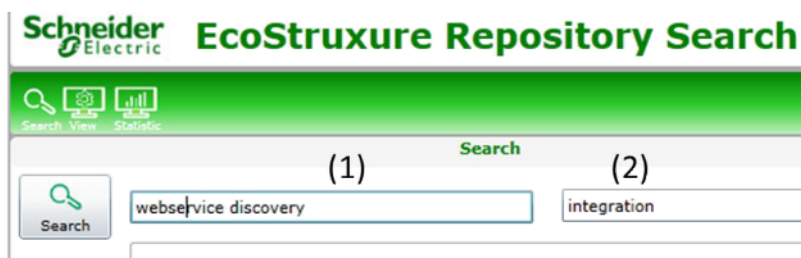 Schneider Electric EcoStruxure Repository Search
Search View Statistic
Search
(1) (2)
Search webservice discovery integration